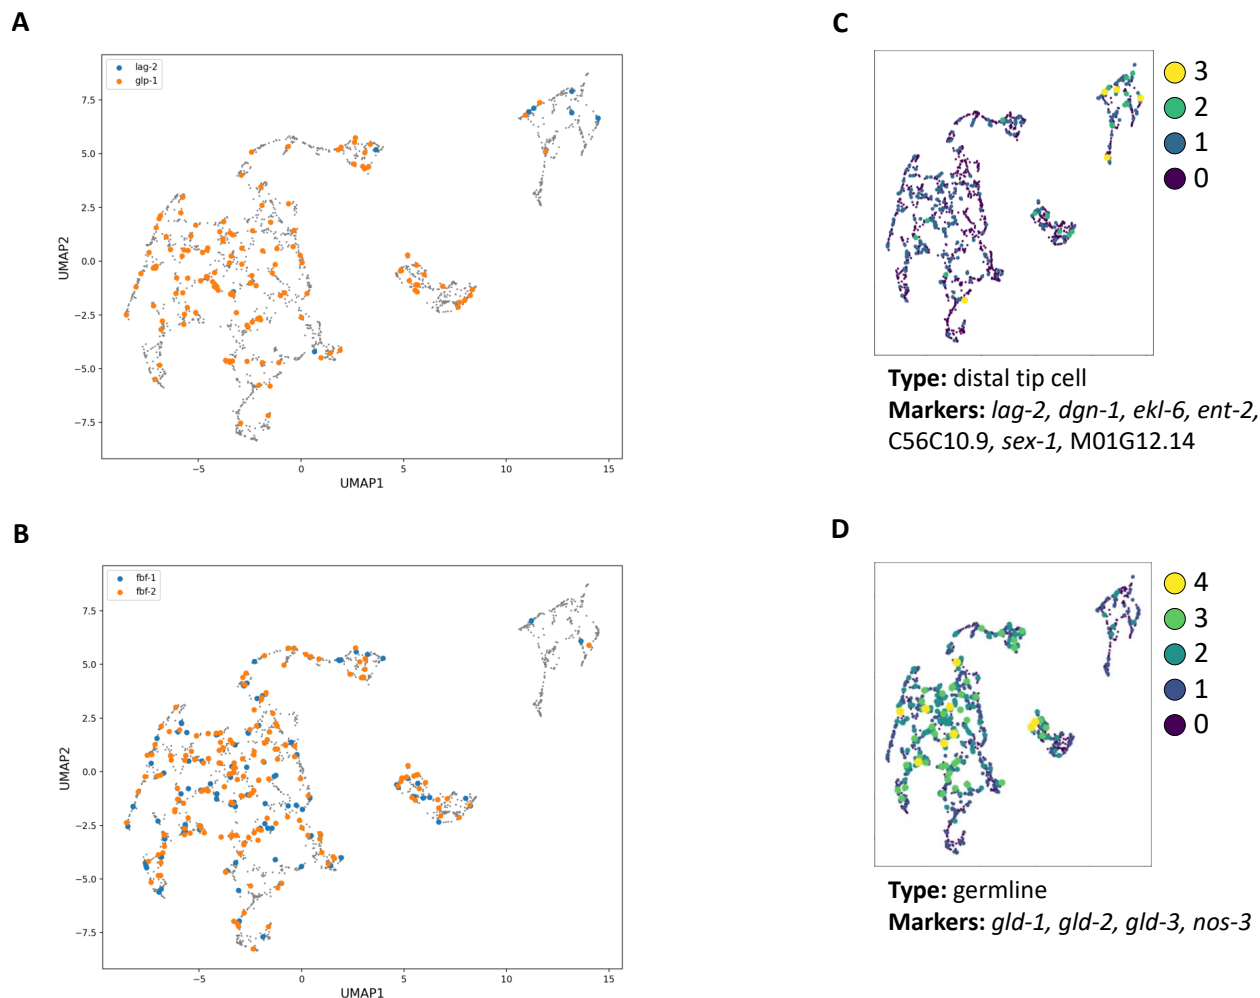 A
lag-2
glp-1
7.5
5.0
2.5
0.0
−2.5
−5.0
−7.5
UMAP2
−5
0
5
10
15
UMAP1
C
3
2
1
0
Type: distal tip cell
Markers: lag-2, dgn-1, ekl-6, ent-2,
C56C10.9, sex-1, M01G12.14
B
fbf-1
fbf-2
7.5
5.0
2.5
0.0
−2.5
−5.0
−7.5
UMAP2
−5
0
5
10
15
UMAP1
D
4
3
2
1
0
Type: germline
Markers: gld-1, gld-2, gld-3, nos-3